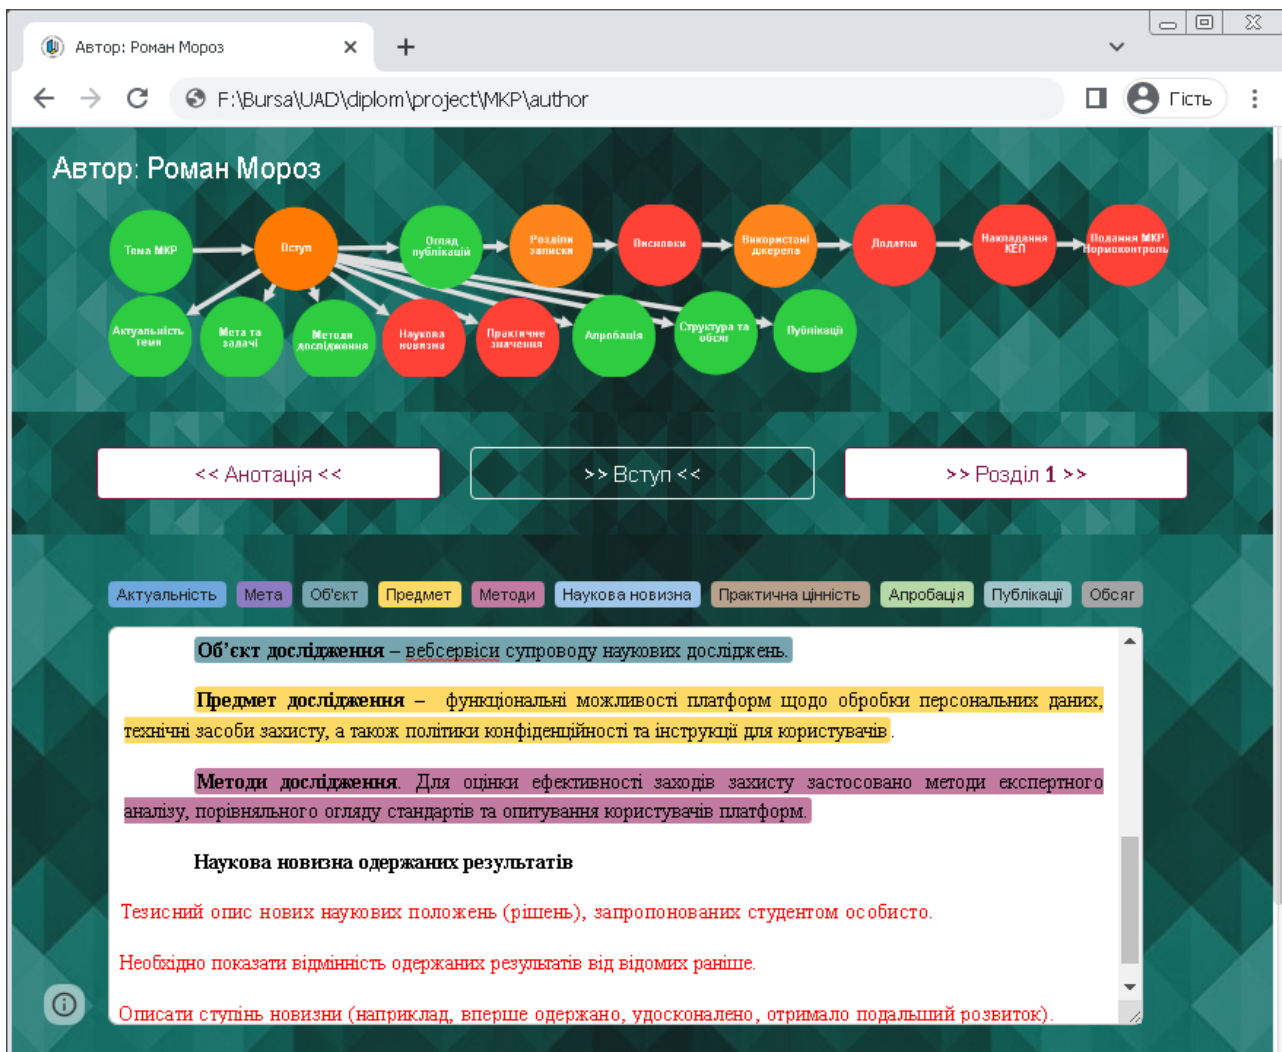 Автор: Роман Мороз
F:\Bursa\UAD\diplom\project\MKP\author
Гість
Автор: Роман Мороз
Тема МКР
Вступ
Огляд
публікацій
Розділи
записки
Висновки
Використані
джерела
Додатки
Накладання
КЕП
Подання МКР
Нормоконтроль
Актуальність
теми
Мета та
задачі
Методи
дослідження
Наукова
новизна
Практичне
значення
Апробація
Структура та
обсяг
Публікації
<< Анотація <<
>> Вступ <<
>> Розділ 1 >>
Актуальність Мета Об'єкт Предмет Методи Наукова новизна Практична цінність Апробація Публікації Обсяг
Об’єкт дослідження – вебсервіси супроводу наукових досліджень.
Предмет дослідження – функціональні можливості платформ щодо обробки персональних даних,
технічні засоби захисту, а також політики конфіденційності та інструкції для користувачів.
Методи дослідження. Для оцінки ефективності заходів захисту застосовано методи експертного
аналізу, порівняльного огляду стандартів та опитування користувачів платформ.
Наукова новизна одержаних результатів
Тезисний опис нових наукових положень (рішень), запропонованих студентом особисто.
Необхідно показати відмінність одержаних результатів від відомих раніше.
Описати ступінь новизни (наприклад, вперше одержано, удосконалено, отримало подальший розвиток).